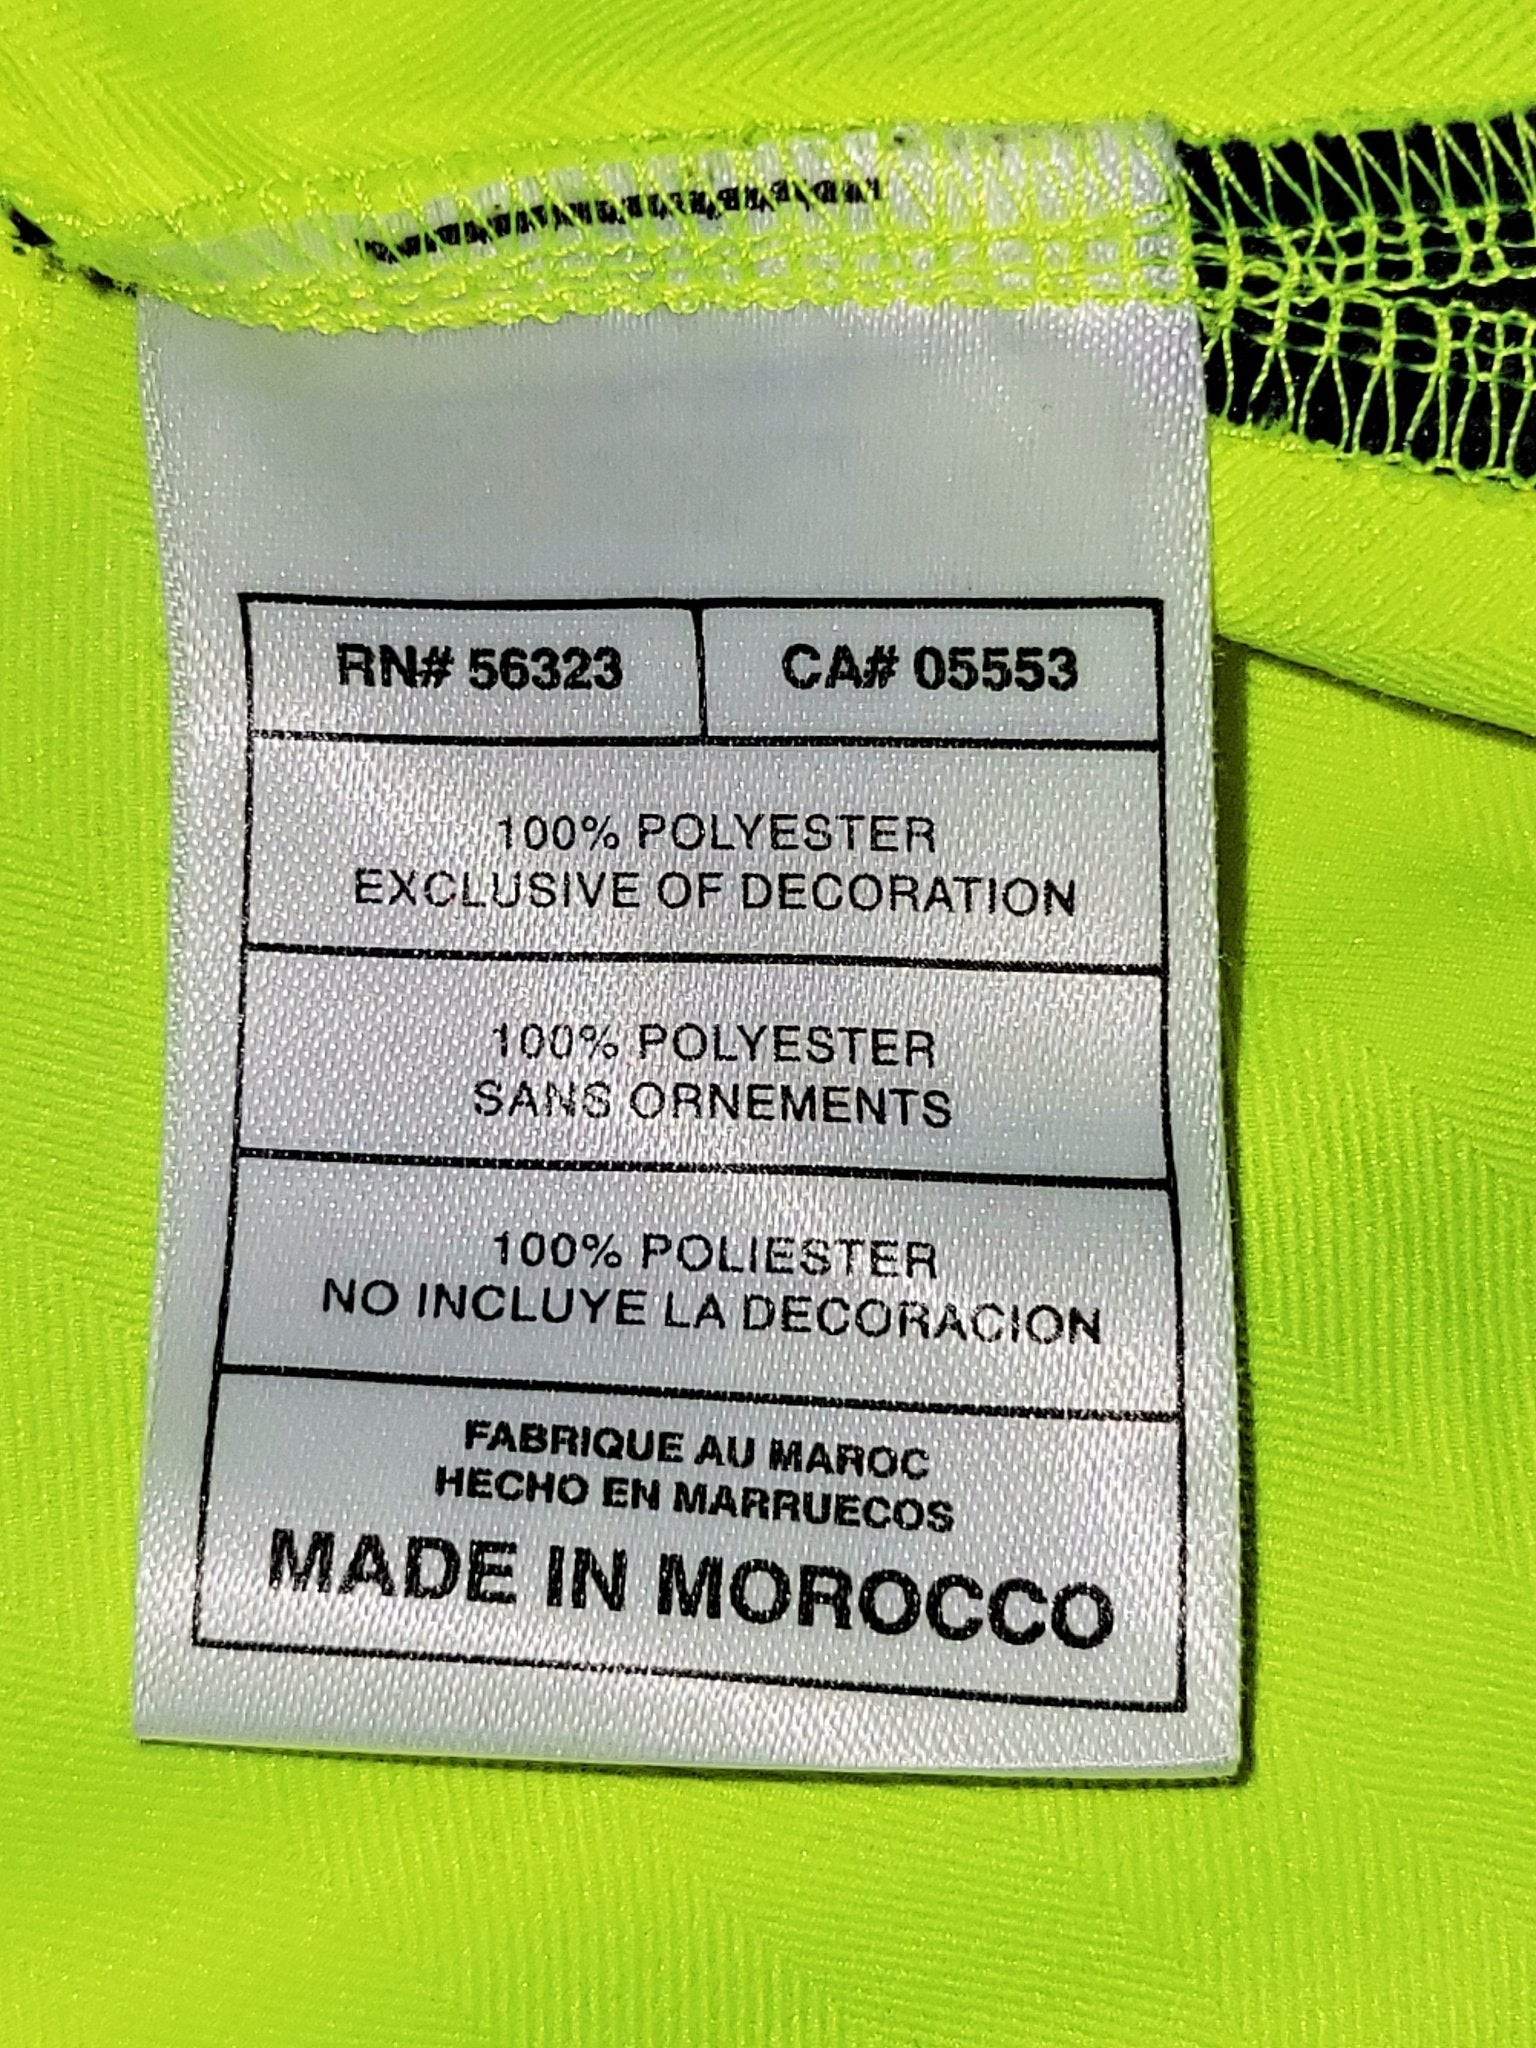 RN# 56323 CA# 05553
100% POLYESTER
EXCLUSIVE OF DECORATION
100% POLYESTER
SANS ORNEMENTS
100% POLIESTER
NO INCLUYE LA DECORACION
FABRIQUE AU MAROC
HECHO EN MARRUECOS
MADE IN MOROCCO